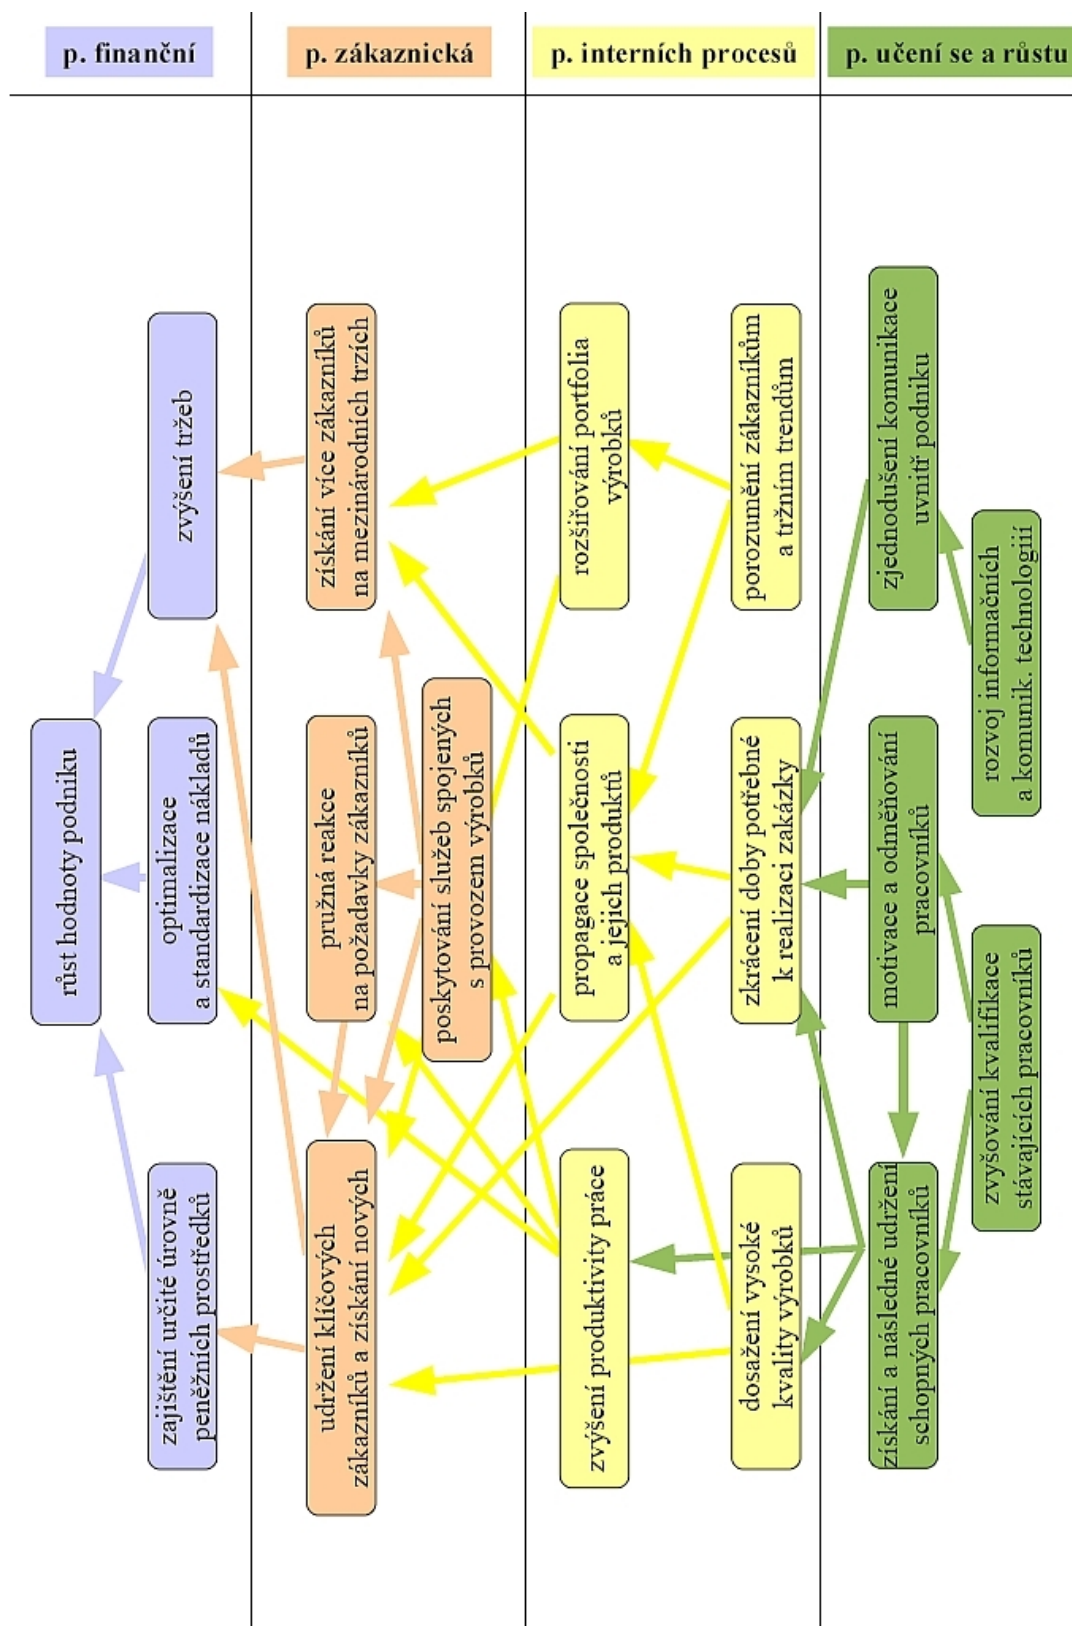 p. finanční
p. zákaznická
p. interních procesů
p. učení se a růstu
růst hodnoty podniku
zvýšení tržeb
optimalizace
a standardizace nákladů
zajištění určité úrovně
peněžních prostředků
získání více zákazníků
na mezinárodních trzích
pružná reakce
na požadavky zákazníků
udržení klíčových
zákazníků a získání nových
poskytování služeb spojených
s provozem výrobků
rozšiřování portfolia
výrobků
propagace společnosti
a jejich produktů
zvýšení produktivity práce
porozumění zákazníkům
a tržním trendům
zkrácení doby potřebné
k realizaci zakázky
dosažení vysoké
kvality výrobků
zjednodušení komunikace
uvnitř podniku
motivace a odměňování
pracovníků
získání a následné udržení
schopných pracovníků
rozvoj informačních
a komunik. technologiíí
zvyšování kvalifikace
stávajících pracovníků